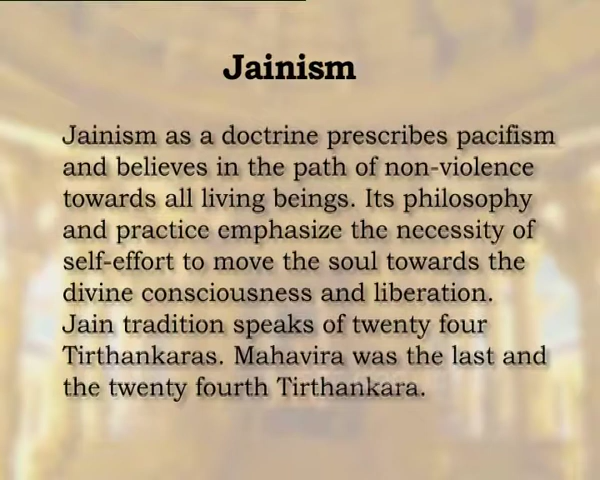 Jainism
Jainism as a doctrine prescribes pacifism
and believes in the path of non-violence
towards all living beings. Its philosophy
and practice emphasize the necessity of
self-effort to move the soul towards the
divine consciousness and liberation.
Jain tradition speaks of twenty four
Tirthankaras. Mahavira was the last and
the twenty fourth Tirthankara.